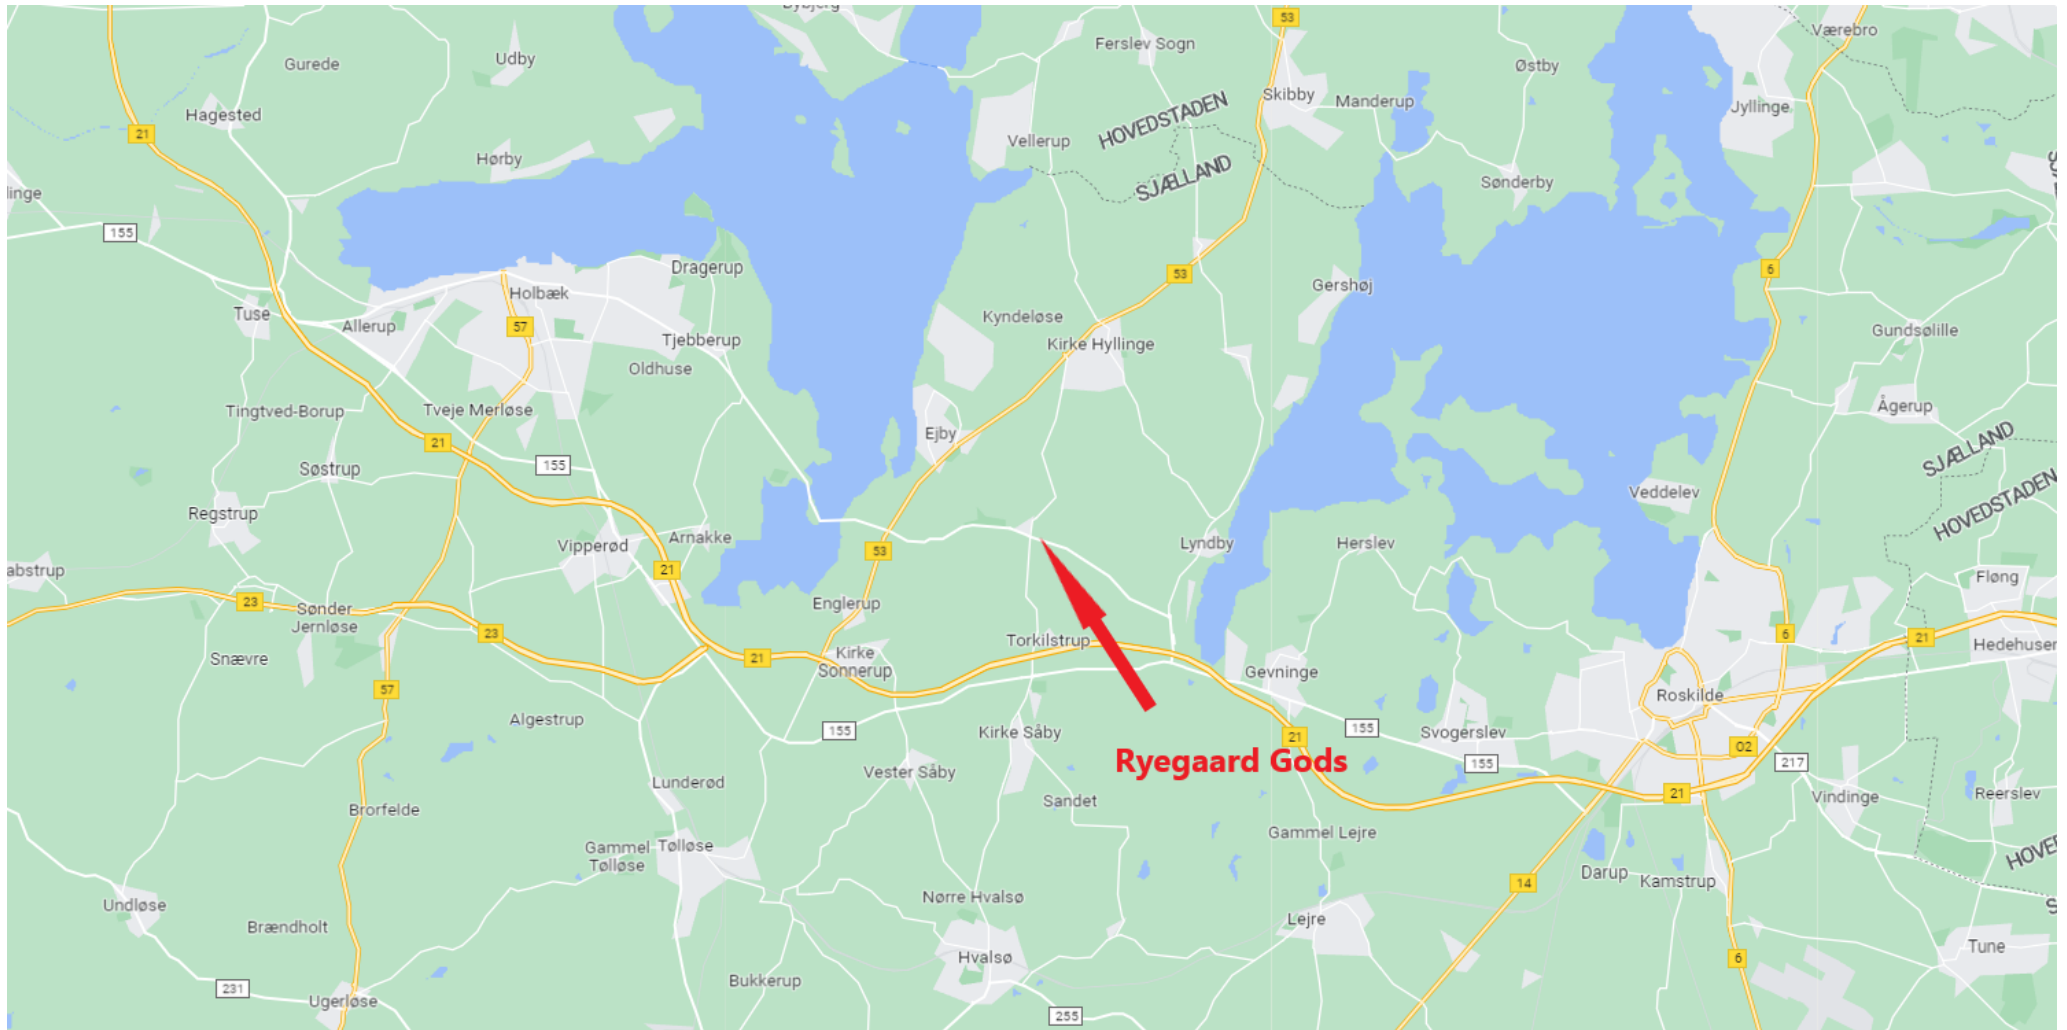 53
Værebro
Ferslev Sogn
Udby
Gurede
Østby
Skibby
Manderup
Jyllinge
Hagested
HOVEDSTADEN
21
Vellerup
Hørby
SJÆLLAND
Sønderby
linge
155
Dragerup
6
53
Gershøj
Holbæk
Tuse
Allerup
57
Kyndeløse
Gundsølille
Tjebberup
Kirke Hyllinge
Oldhuse
Tingtved-Borup
Tveje Merløse
Ågerup
21
Ejby
SJÆLLAND
Søstrup
155
Veddelev
HOVEDSTADEN
Regstrup
Vipperød
Arnakke
53
Lyndby
Herslev
abstrup
21
Fløng
23
Sønder
Jernløse
Englerup
23
Torkilstrup
6
21
Hedehusen
Snævre
21
Kirke
Sonnerup
Gevninge
57
Roskilde
Algestrup
155
Kirke Såby
21
155
Svogerslev
O2
Ryegaard Gods
155
217
Vester Såby
Lunderød
Sandet
21
Vindinge
Reerslev
Brorfelde
Gammel Lejre
Gammel
Tølløse
Tølløse
HOVE
14
Darup
Kamstrup
Undløse
Nørre Hvalsø
Brændholt
Lejre
Tune
Hvalsø
6
Bukkerup
231
Ugerløse
255